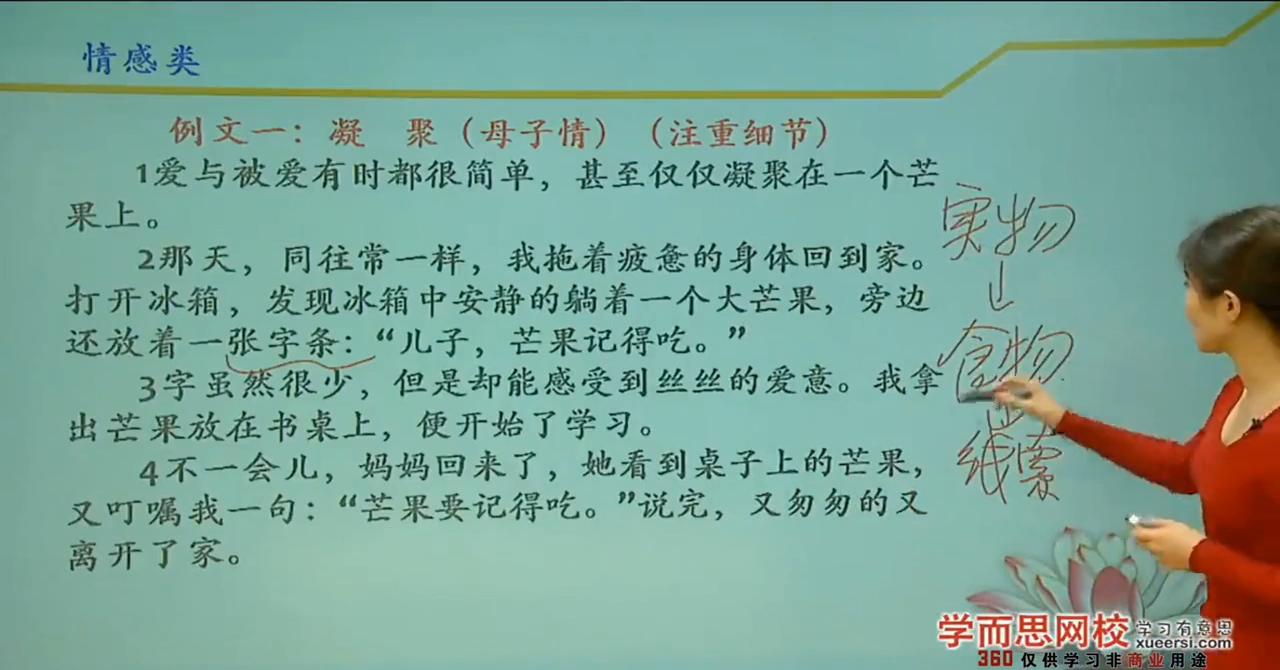 情感类
例文一：凝 聚（母子情）（注重细节）
1爱与被爱有时都很简单，甚至仅仅凝聚在一个芒
果上。
2那天，同往常一样，我拖着疲惫的身体回到家。
打开冰箱，发现冰箱中安静的躺着一个大芒果，旁边
还放着一张字条：“儿子，芒果记得吃。”
3字虽然很少，但是却能感受到丝丝的爱意。我拿
出芒果放在书桌上，便开始了学习。
4不一会儿，妈妈回来了，她看到桌子上的芒果，
又叮嘱我一句：“芒果要记得吃。”说完，又匆匆的又
离开了家。
实物
食物
线索
学而思网校 学习有意思
xueersi.com
360 仅供学习非商业用途